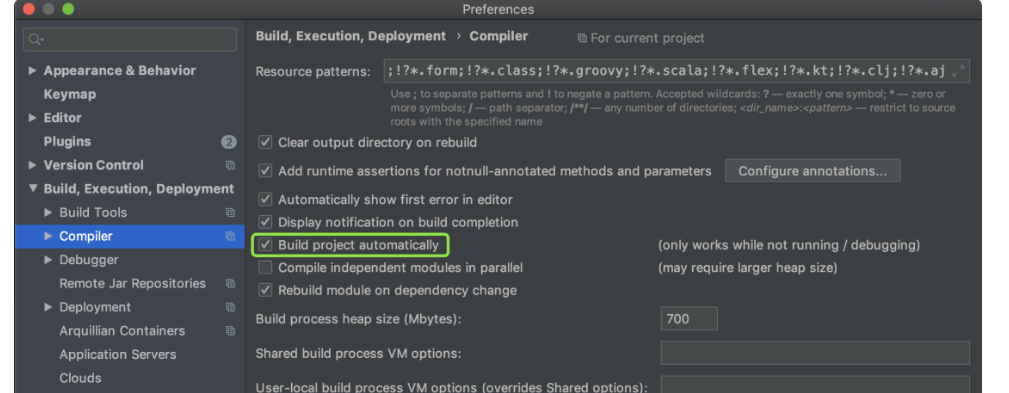 Preferences
Appearance & Behavior
Keymap
Editor
Plugins 2
Version Control
Build, Execution, Deployment
Build Tools
Compiler
Debugger
Remote Jar Repositories
Deployment
Arquillian Containers
Application Servers
Clouds
Build, Execution, Deployment › Compiler For current project
Resource patterns: ;!?*.form;!?*.class;!?*.groovy;!?*.scala;!?*.flex;!?*.kt;!?*.clj;!?*.aj
Use ; to separate patterns and ! to negate a pattern. Accepted wildcards: ? — exactly one symbol; * — zero or
more symbols; / — path separator; /**/ — any number of directories; <dir_name>:<pattern> — restrict to source
roots with the specified name
Clear output directory on rebuild
Add runtime assertions for notnull-annotated methods and parameters Configure annotations...
Automatically show first error in editor
Display notification on build completion
Build project automatically (only works while not running / debugging)
Compile independent modules in parallel (may require larger heap size)
Rebuild module on dependency change
Build process heap size (Mbytes): 700
Shared build process VM options:
User-local build process VM options (overrides Shared options):